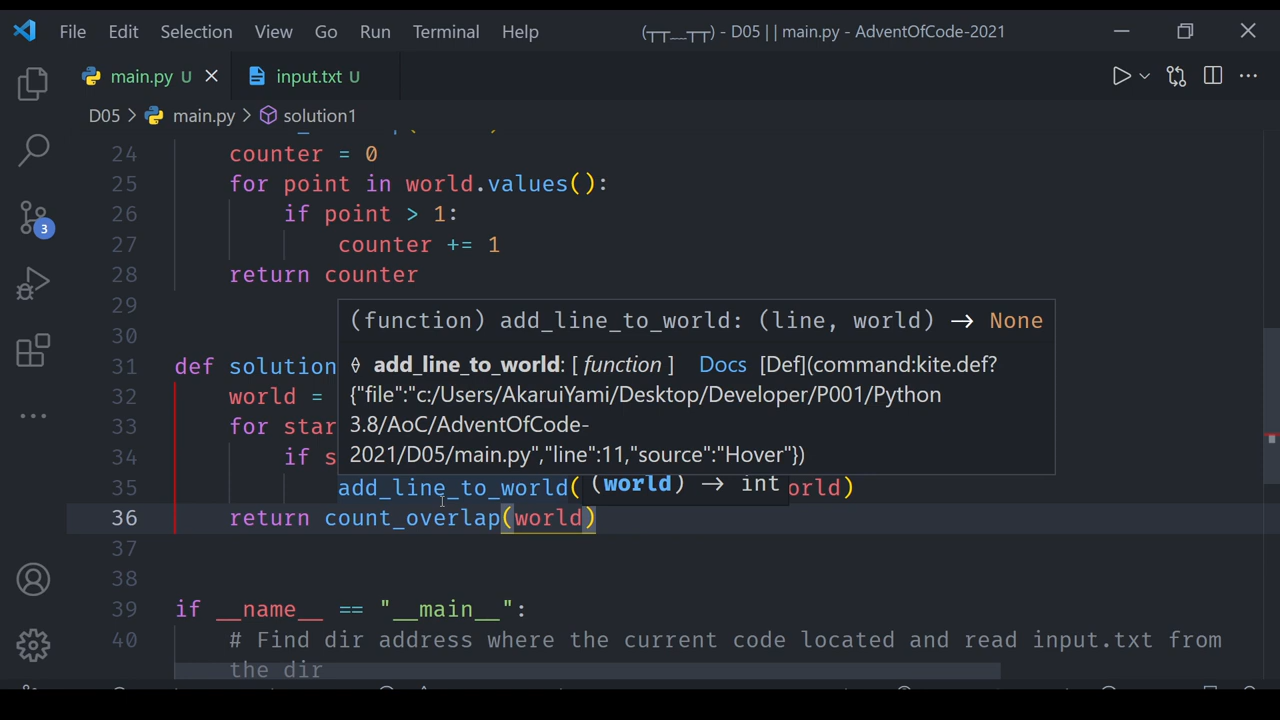 File Edit Selection View Go Run Terminal Help (┬┬﹏┬┬) - D05 | | main.py - AdventOfCode-2021
main.py U input.txt U
D05 > main.py > solution1
24 counter = 0
25 for point in world.values():
26 if point > 1:
27 counter += 1
28 return counter
29
(function) add_line_to_world: (line, world) → None
30
add_line_to_world: [ function ] Docs [Def](command:kite.def?
31 def solution
{"file":"c:/Users/AkaruiYami/Desktop/Developer/P001/Python
32 world =
3.8/AoC/AdventOfCode-
33 for star
2021/D05/main.py","line":11,"source":"Hover"})
34 if s
35 add_line_to_world( (world) → int orld)
36 return count_overlap(world)
37
38
39 if __name__ == "__main__":
40 # Find dir address where the current code located and read input.txt from
the dir
3